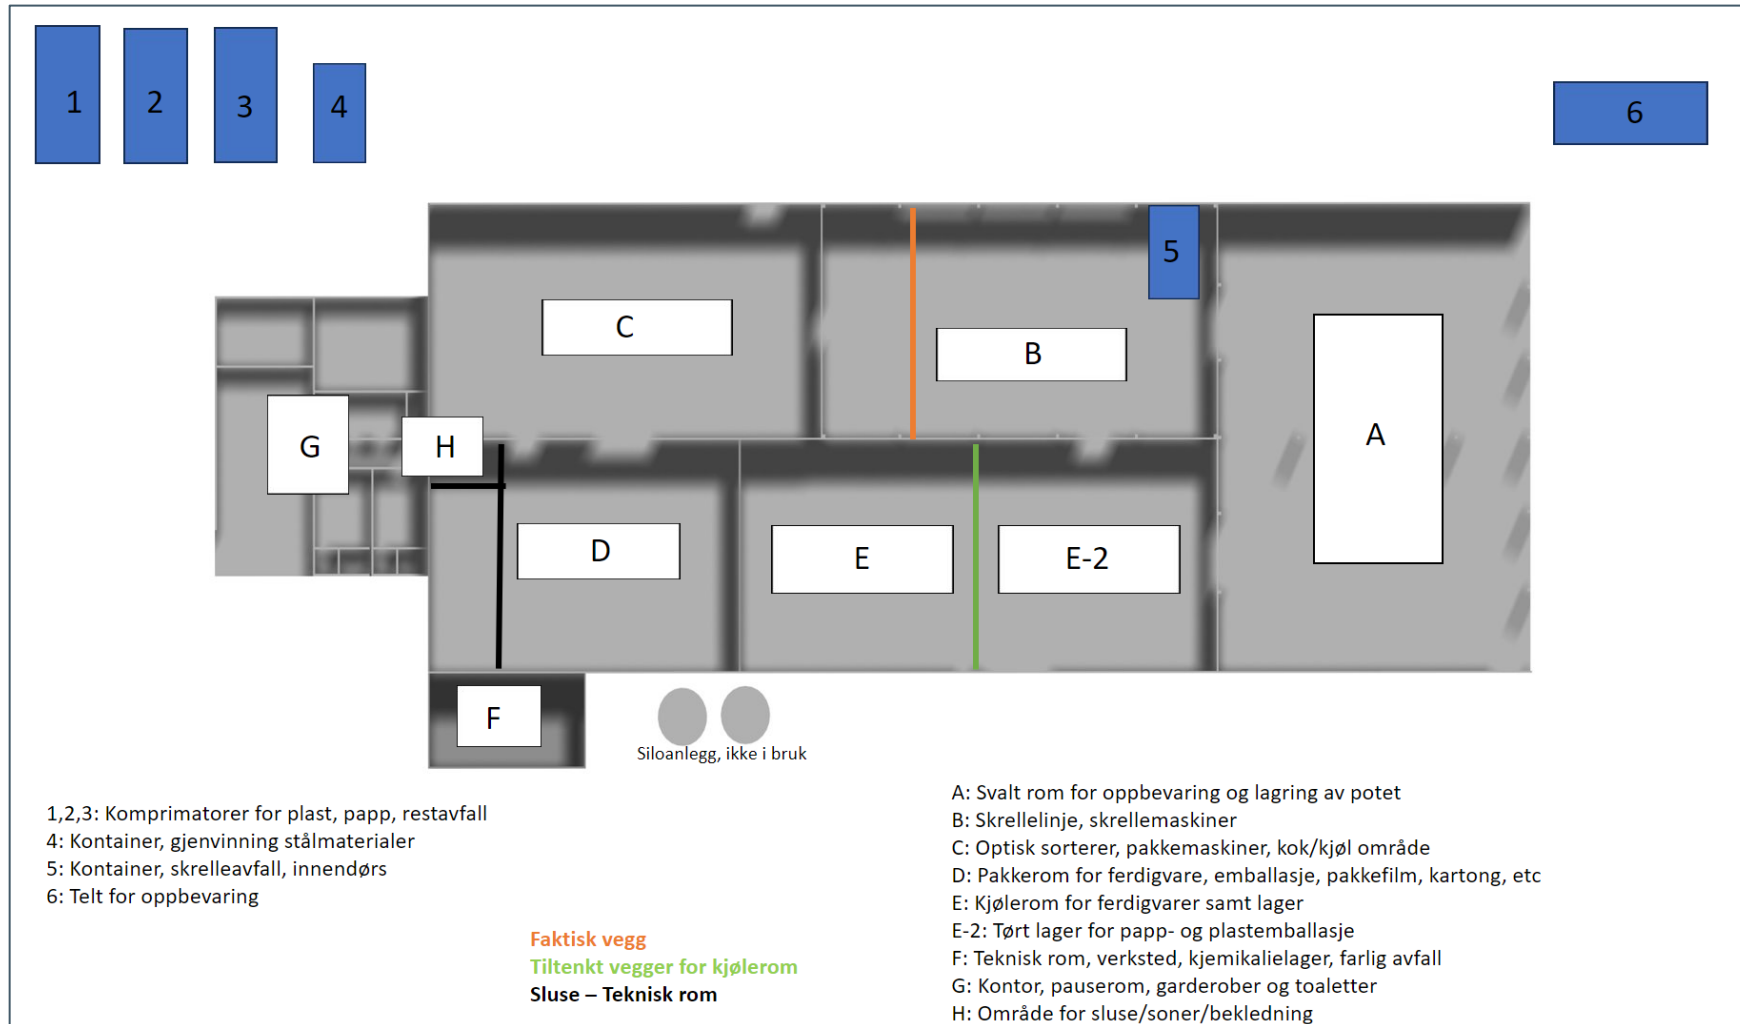 1
2
3
4
6
5
C
B
A
G
H
D
E
E-2
F
Siloanlegg, ikke i bruk
1,2,3: Komprimatorer for plast, papp, restavfall
4: Kontainer, gjenvinning stålmaterialer
5: Kontainer, skrelleavfall, innendørs
6: Telt for oppbevaring
Faktisk vegg
Tiltenkt vegger for kjølerom
Sluse – Teknisk rom
A: Svalt rom for oppbevaring og lagring av potet
B: Skrellelinje, skrellemaskiner
C: Optisk sorterer, pakkemaskiner, kok/kjøl område
D: Pakkerom for ferdigvare, emballasje, pakkefilm, kartong, etc
E: Kjølerom for ferdigvarer samt lager
E-2: Tørt lager for papp- og plastemballasje
F: Teknisk rom, verksted, kjemikalielager, farlig avfall
G: Kontor, pauserom, garderober og toaletter
H: Område for sluse/soner/bekledning